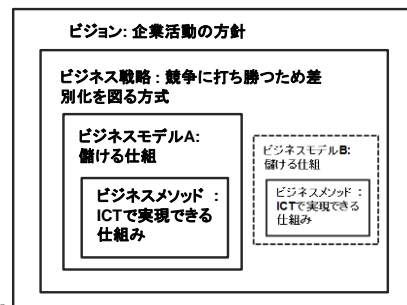 ビジョン: 企業活動の方針
ビジネス戦略 : 競争に打ち勝つため差
別化を図る方式
ビジネスモデルA:
儲ける仕組
ビジネスメソッド :
ICTで実現できる
仕組み
ビジネスモデルB:
儲ける仕組
ビジネスメソッド :
ICTで実現できる
仕組み